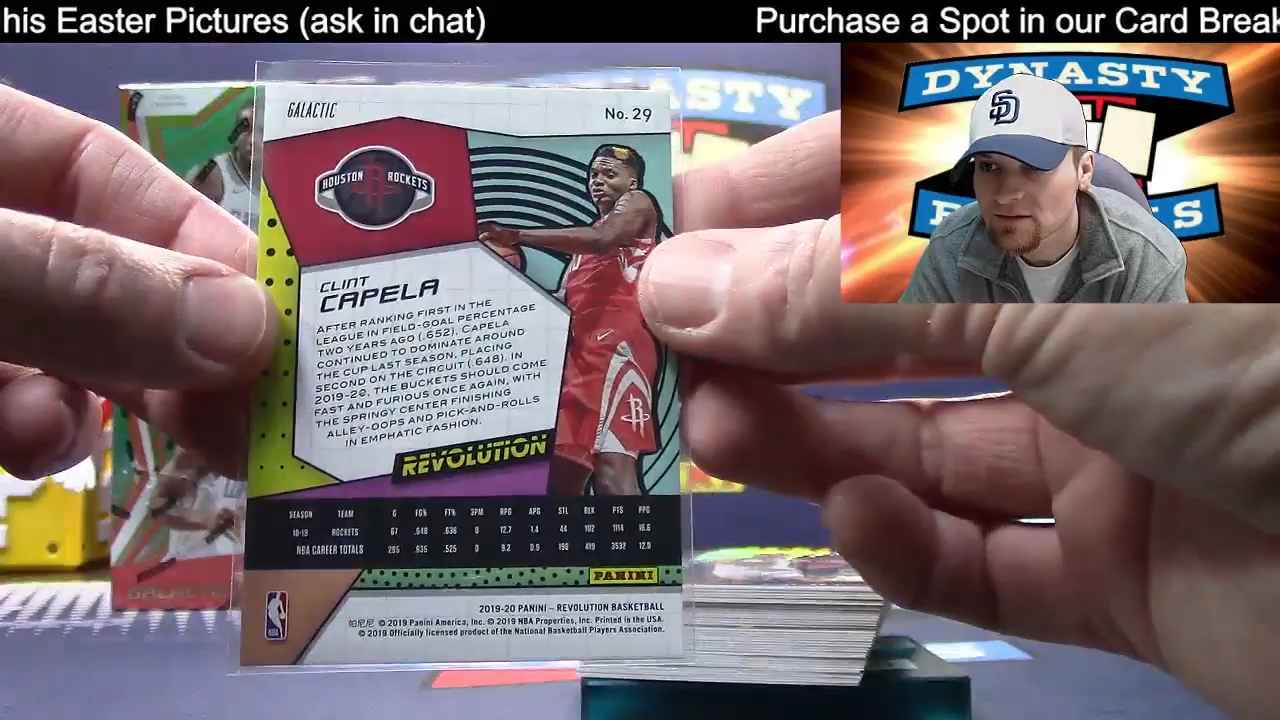 his Easter Pictures (ask in chat)
Purchase a Spot in our Card Break
DYNASTY
SD
GALACTIC
No. 29
HOUSTON ROCKETS
CLINT
CAPELA
AFTER RANKING FIRST IN THE
LEAGUE IN FIELD-GOAL PERCENTAGE
TWO YEARS AGO (.652), CAPELA
CONTINUED TO DOMINATE AROUND
THE CUP LAST SEASON, PLACING
SECOND ON THE CIRCUIT (.648). IN
2019-20, THE BUCKETS SHOULD COME
FAST AND FURIOUS ONCE AGAIN, WITH
THE SPRINGY CENTER FINISHING
ALLEY-OOPS AND PICK-AND-ROLLS
IN EMPHATIC FASHION.
REVOLUTION
SEASON TEAM G FG% FT% 3PM RPG APG STL BLK PTS PPG
18-19 ROCKETS 67 .648 .636 0 12.7 1.4 44 102 1114 16.6
NBA CAREER TOTALS 295 .635 .525 0 9.2 0.9 198 419 3532 12.0
PANINI
2019-20 PANINI – REVOLUTION BASKETBALL
帕尼尼 © 2019 Panini America, Inc. © 2019 NBA Properties, Inc. Printed in the USA.
© 2019 Officially licensed product of the National Basketball Players Association.
GALACTIC